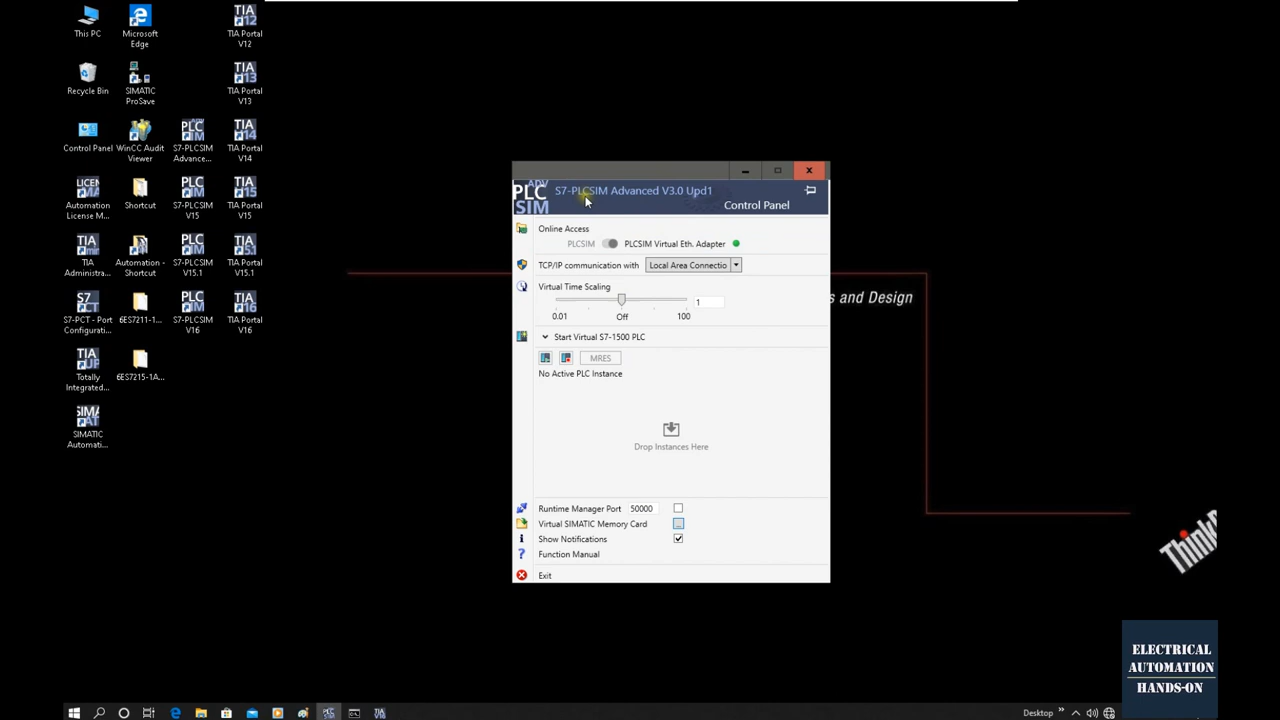 This PC
Microsoft
Edge
TIA Portal
V12
Recycle Bin
SIMATIC
ProSave
TIA Portal
V13
Control Panel
WinCC Audit
Viewer
S7-PLCSIM
Advance...
TIA Portal
V14
Automation
License M...
Shortcut
S7-PLCSIM
V15
TIA Portal
V15
TIA
Administra...
Automation -
Shortcut
S7-PLCSIM
V15.1
TIA Portal
V15.1
S7-PCT - Port
Configurati...
6ES7211-1...
S7-PLCSIM
V16
TIA Portal
V16
Totally
Integrated...
6ES7215-1A...
SIMATIC
Automati...
PLC
SIM
ADV
S7-PLCSIM Advanced V3.0 Upd1
Control Panel
Online Access
PLCSIM PLCSIM Virtual Eth. Adapter
TCP/IP communication with Local Area Connectio
Virtual Time Scaling
1
0.01 Off 100
Start Virtual S7-1500 PLC
MRES
No Active PLC Instance
Drop Instances Here
Runtime Manager Port 50000
Virtual SIMATIC Memory Card ...
Show Notifications
Function Manual
Exit
s and Design
Think
ELECTRICAL
AUTOMATION
HANDS-ON
Desktop